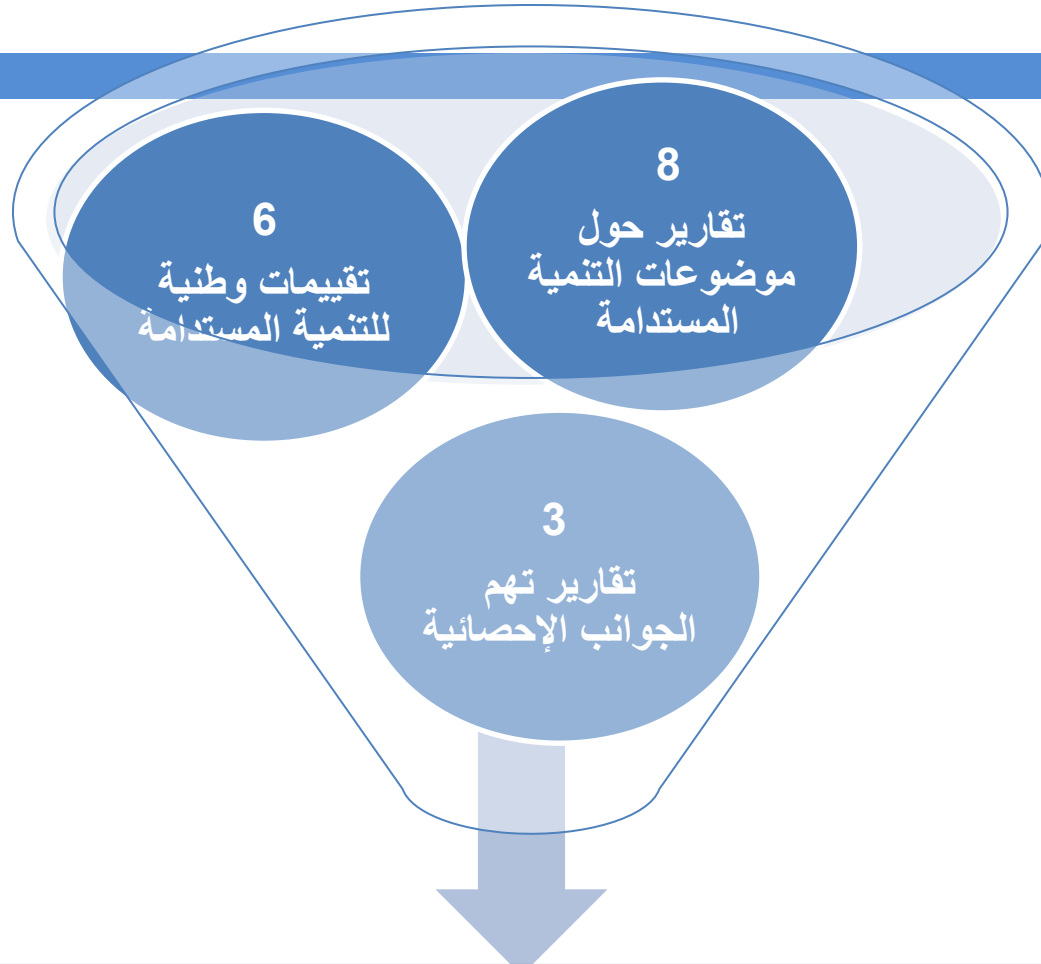 8
تقارير حول
موضوعات التنمية
المستدامة
6
تقييمات وطنية
للتنمية المستدامة
3
تقارير تهم
الجوانب الإحصائية